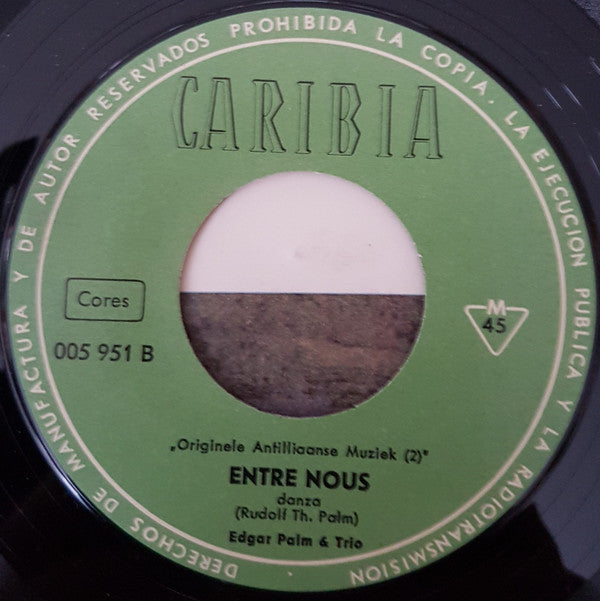 DERECHOS DE MANUFACTURA Y DE AUTOR RESERVADOS PROHIBIDA LA COPIA. LA EJECUCION PUBLICA Y LA RADIOTRANSMISION
CARIBIA
Cores
005 951 B
M
45
„Originele Antilliaanse Muziek (2)"
ENTRE NOUS
danza
(Rudolf Th. Palm)
Edgar Palm & Trio